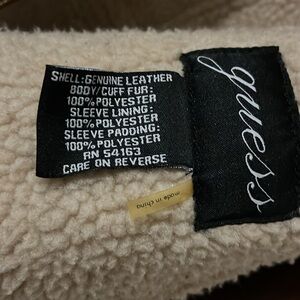 SHELL:GENUINE LEATHER
BODY/CUFF FUR:
100% POLYESTER
SLEEVE LINING:
100% POLYESTER
SLEEVE PADDING:
100% POLYESTER
RN 54163
CARE ON REVERSE
guess
made in china